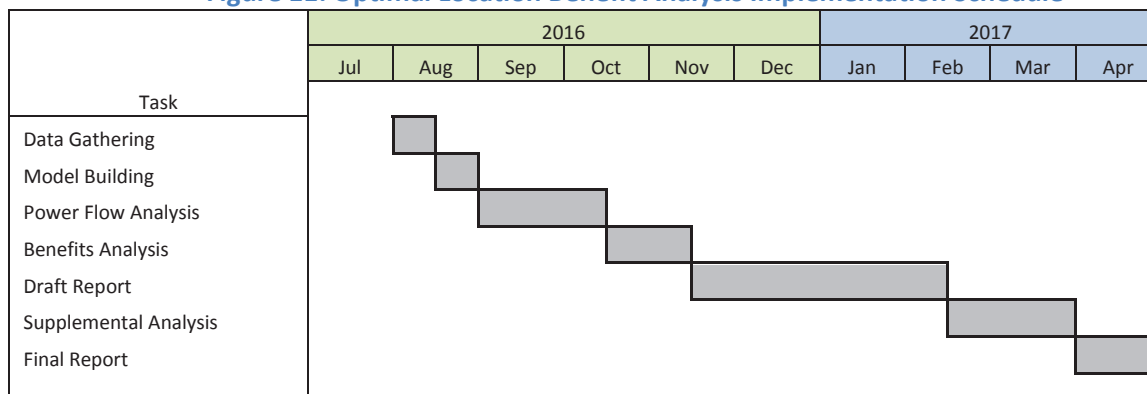 Figure Optimal Location Benefit Analysis Implementation Schedule
2016 2017
Jul Aug Sep Oct Nov Dec Jan Feb Mar Apr
Task
Data Gathering
Model Building
Power Flow Analysis
Benefits Analysis
Draft Report
Supplemental Analysis
Final Report